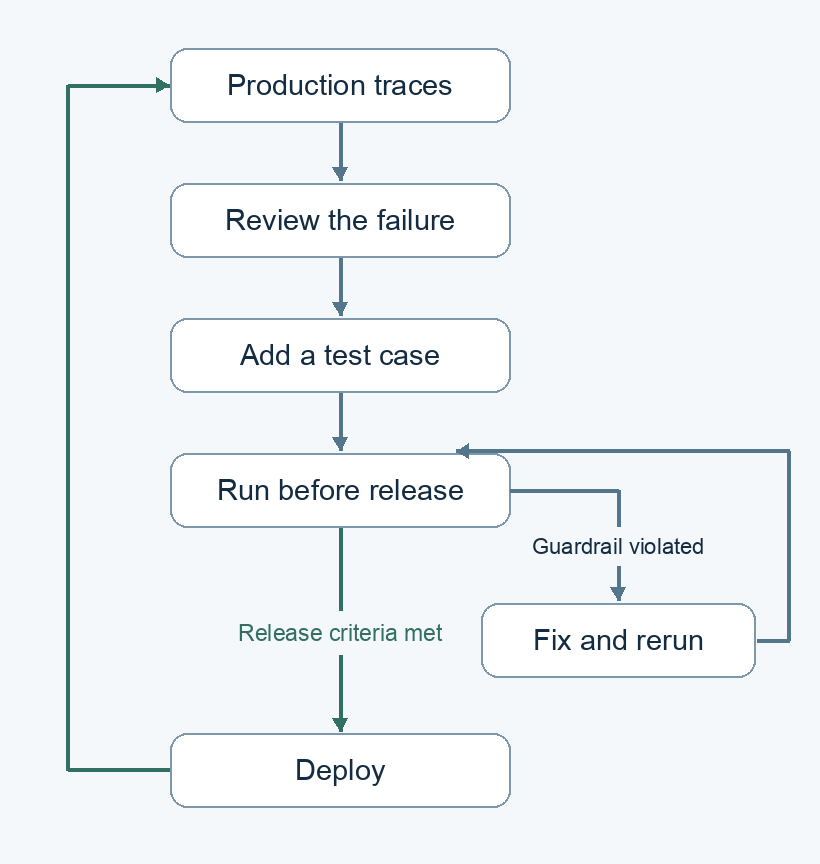 Production traces
Review the failure
Add a test case
Run before release
Guardrail violated
Release criteria met
Fix and rerun
Deploy